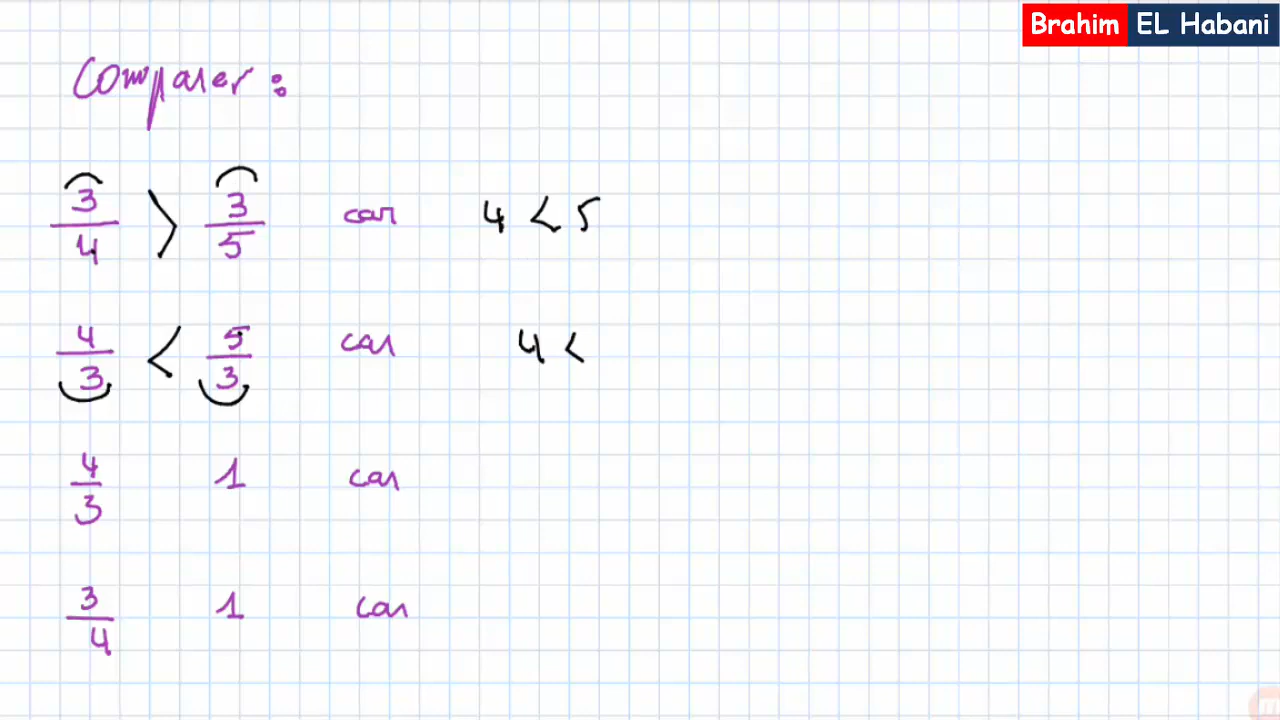 Brahim EL Habani
Comparer :
3/4 > 3/5 car 4 < 5
4/3 < 5/3 car 4 <
4/3 1 car
3/4 1 car